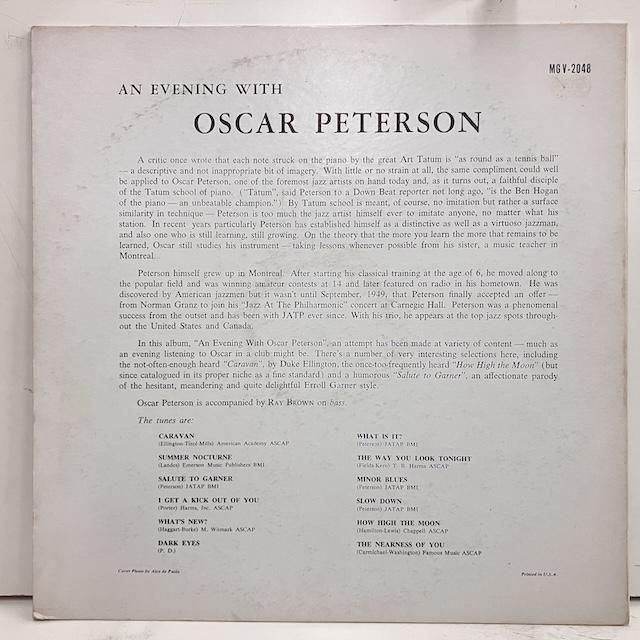 MG V-2048
AN EVENING WITH
OSCAR PETERSON
A critic once wrote that each note struck on the piano by the great Art Tatum is "as round as a tennis ball"
— a descriptive and not inappropriate bit of imagery. With little or no strain at all, the same compliment could well
be applied to Oscar Peterson, one of the foremost jazz artists on hand today and, as it turns out, a faithful disciple
of the Tatum school of piano. ("Tatum", said Peterson to a Down Beat reporter not long ago, "is the Ben Hogan
of the piano — an unbeatable champion.") By Tatum school is meant, of course, no imitation but rather a surface
similarity in technique — Peterson is too much the jazz artist himself ever to imitate anyone, no matter what his
station. In recent years particularly Peterson has established himself as a distinctive as well as a virtuoso jazzman,
and also one who is still learning, still growing. On the theory that the more you learn the more that remains to be
learned, Oscar still studies his instrument — taking lessons whenever possible from his sister, a music teacher in
Montreal.
Peterson himself grew up in Montreal. After starting his classical training at the age of 6, he moved along to
the popular field and was winning amateur contests at 14 and later featured on radio in his hometown. He was
discovered by American jazzmen but it wasn't until September, 1949, that Peterson finally accepted an offer —
from Norman Granz to join his "Jazz At The Philharmonic" concert at Carnegie Hall. Peterson was a phenomenal
success from the outset and has been with JATP ever since. With his trio, he appears at the top jazz spots through-
out the United States and Canada.
In this album, "An Evening With Oscar Peterson", an attempt has been made at variety of content — much as
an evening listening to Oscar in a club might be. There's a number of very interesting selections here, including
the not-often-enough heard "Caravan", by Duke Ellington, the once-too-frequently heard "How High the Moon" (but
since catalogued in its proper niche as a fine standard) and a humorous "Salute to Garner", an affectionate parody
of the hesitant, meandering and quite delightful Erroll Garner style.
Oscar Peterson is accompanied by RAY BROWN on bass.
The tunes are:
CARAVAN
(Ellington-Tizol-Mills) American Academy ASCAP
SUMMER NOCTURNE
(Landes) Emerson Music Publishers BMI
SALUTE TO GARNER
(Peterson) JATAP BMI
I GET A KICK OUT OF YOU
(Porter) Harms, Inc. ASCAP
WHAT'S NEW?
(Haggart-Burke) M. Witmark ASCAP
DARK EYES
(P. D.)
WHAT IS IT?
(Peterson) JATAP BMI
THE WAY YOU LOOK TONIGHT
(Fields-Kern) T. B. Harms ASCAP
MINOR BLUES
(Peterson) JATAP BMI
SLOW DOWN
(Peterson) JATAP BMI
HOW HIGH THE MOON
(Hamilton-Lewis) Chappell ASCAP
THE NEARNESS OF YOU
(Carmichael-Washington) Famous Music ASCAP
Cover Photo by Alex de Paola
Printed in U.S.A.